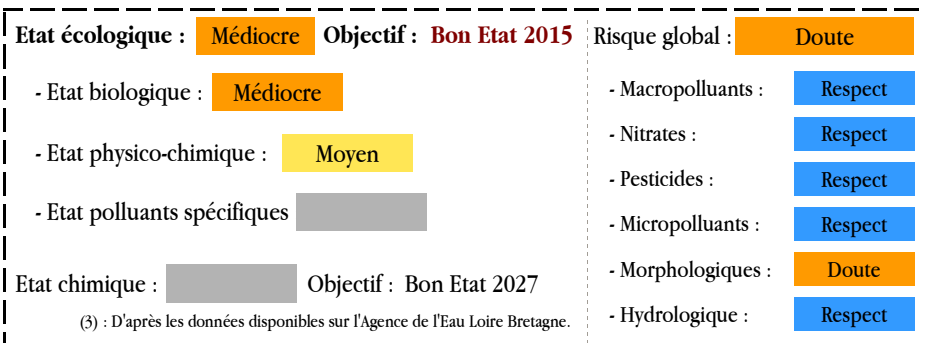 Etat écologique : Médiocre Objectif : Bon Etat 2015
- Etat biologique : Médiocre
- Etat physico-chimique : Moyen
- Etat polluants spécifiques
Etat chimique : Objectif : Bon Etat 2027
(3) : D'après les données disponibles sur l'Agence de l'Eau Loire Bretagne.
Risque global : Doute
- Macropolluants : Respect
- Nitrates : Respect
- Pesticides : Respect
- Micropolluants : Respect
- Morphologiques : Doute
- Hydrologique : Respect